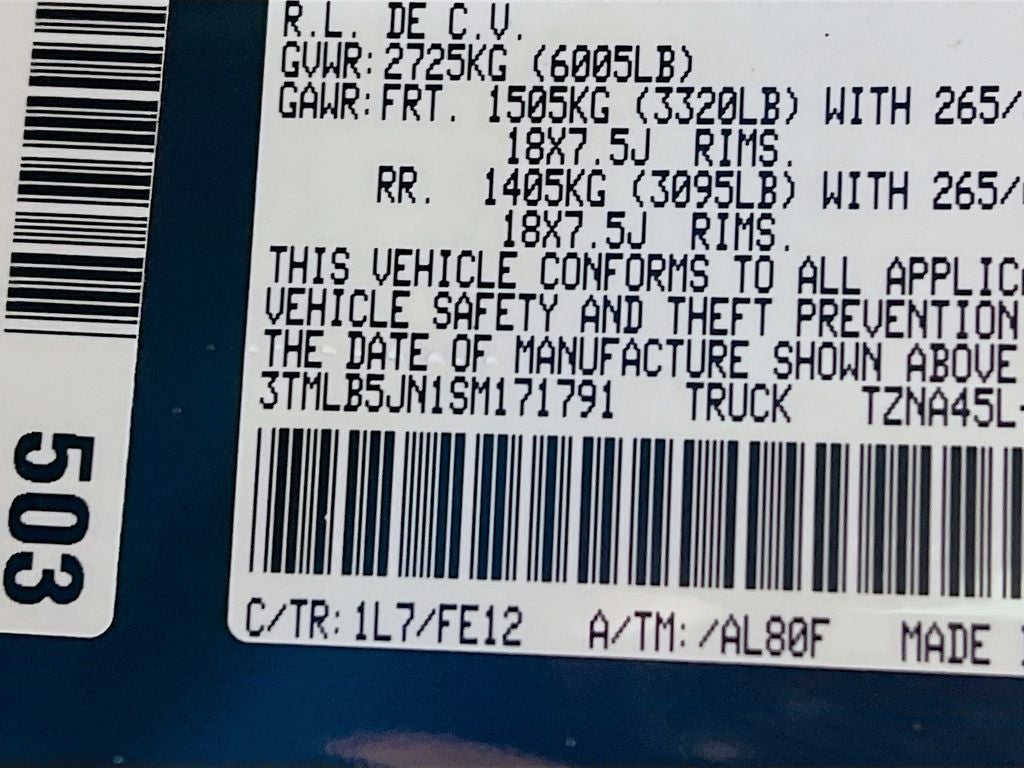 R.L. DE C.V.
GVWR: 2725KG (6005LB)
GAWR: FRT. 1505KG (3320LB) WITH 265/
18X7.5J RIMS.
RR. 1405KG (3095LB) WITH 265/
18X7.5J RIMS.
THIS VEHICLE CONFORMS TO ALL APPLIC
VEHICLE SAFETY AND THEFT PREVENTION
THE DATE OF MANUFACTURE SHOWN ABOVE
3TMLB5JN1SM171791 TRUCK TZNA45L-
C/TR: 1L7/FE12 A/TM: /AL80F MADE
503